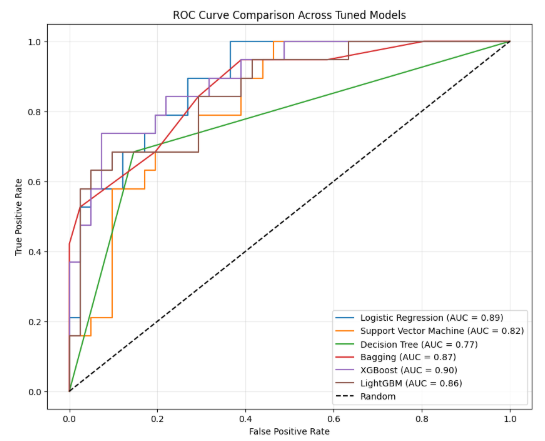 ROC Curve Comparison Across Tuned Models
True Positive Rate
1.0
0.8
0.6
0.4
0.2
0.0
0.0 0.2 0.4 0.6 0.8 1.0
False Positive Rate
Logistic Regression (AUC = 0.89)
Support Vector Machine (AUC = 0.82)
Decision Tree (AUC = 0.77)
Bagging (AUC = 0.87)
XGBoost (AUC = 0.90)
LightGBM (AUC = 0.86)
Random